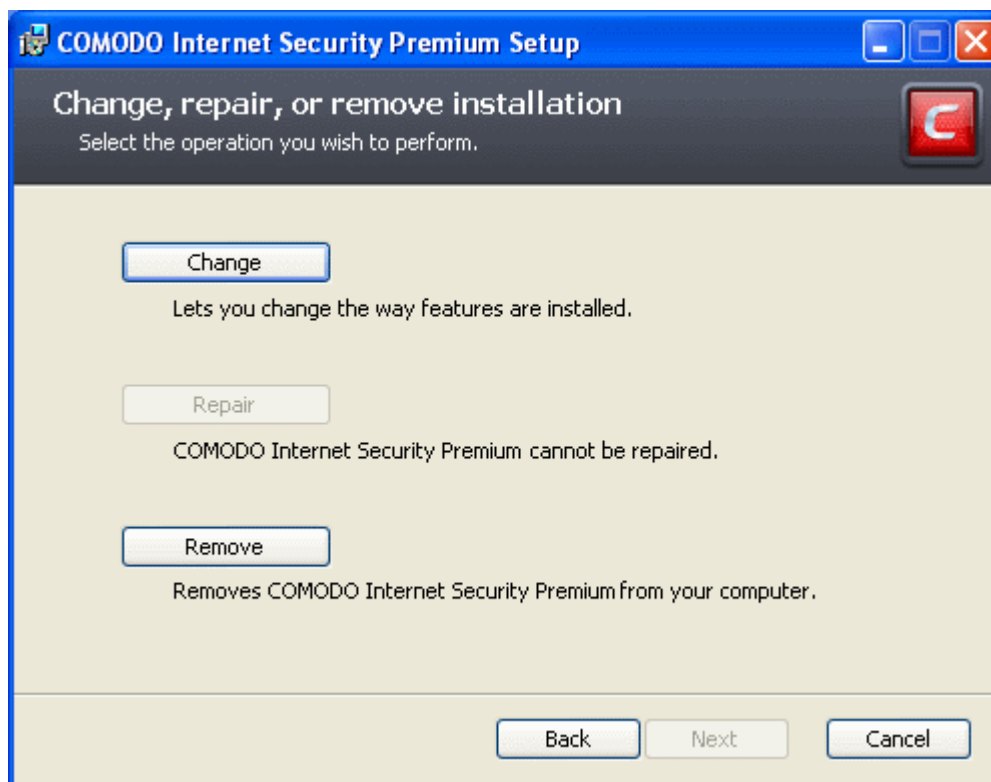 COMODO Internet Security Premium Setup
Change, repair, or remove installation
Select the operation you wish to perform.
Change
Lets you change the way features are installed.
Repair
COMODO Internet Security Premium cannot be repaired.
Remove
Removes COMODO Internet Security Premium from your computer.
Back Next Cancel